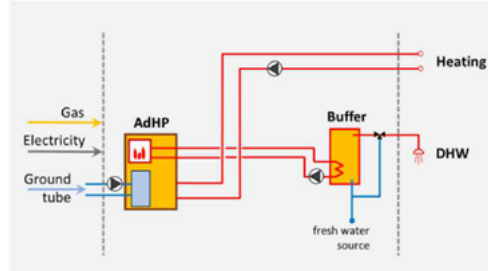 Heating
Gas
AdHP
Buffer
Electricity
DHW
Ground
tube
fresh water
source